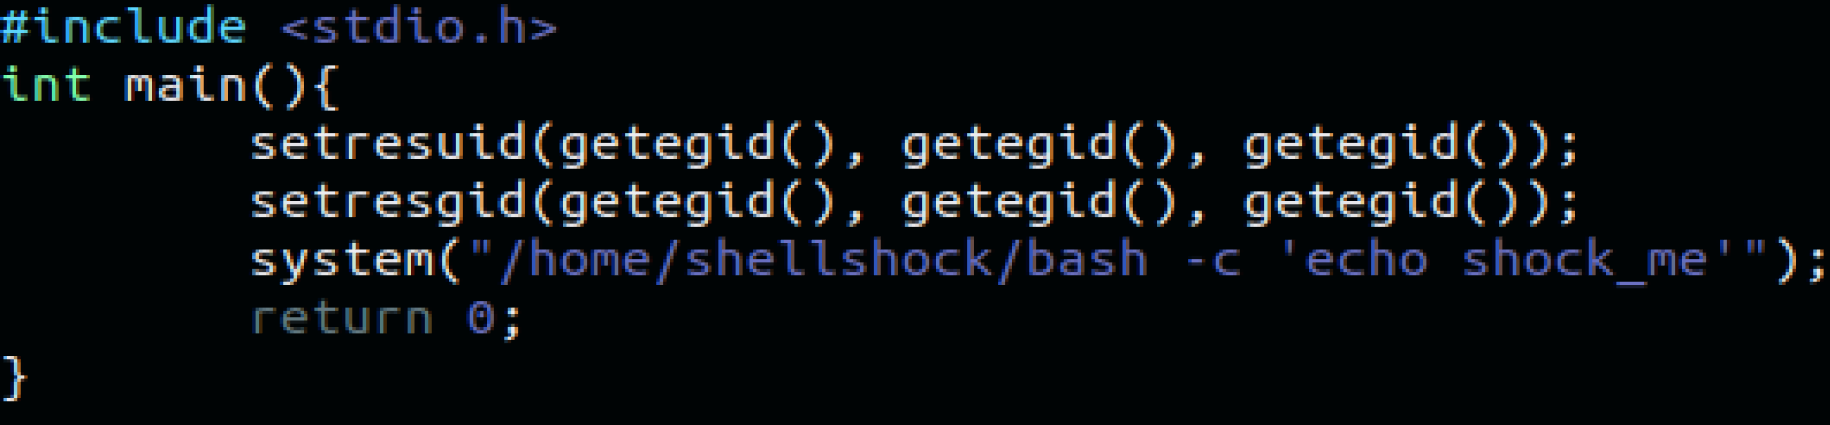 #include <stdio.h>
int main(){
        setresuid(getegid(), getegid(), getegid());
        setresgid(getegid(), getegid(), getegid());
        system("/home/shellshock/bash -c 'echo shock_me'");
        return 0;
}